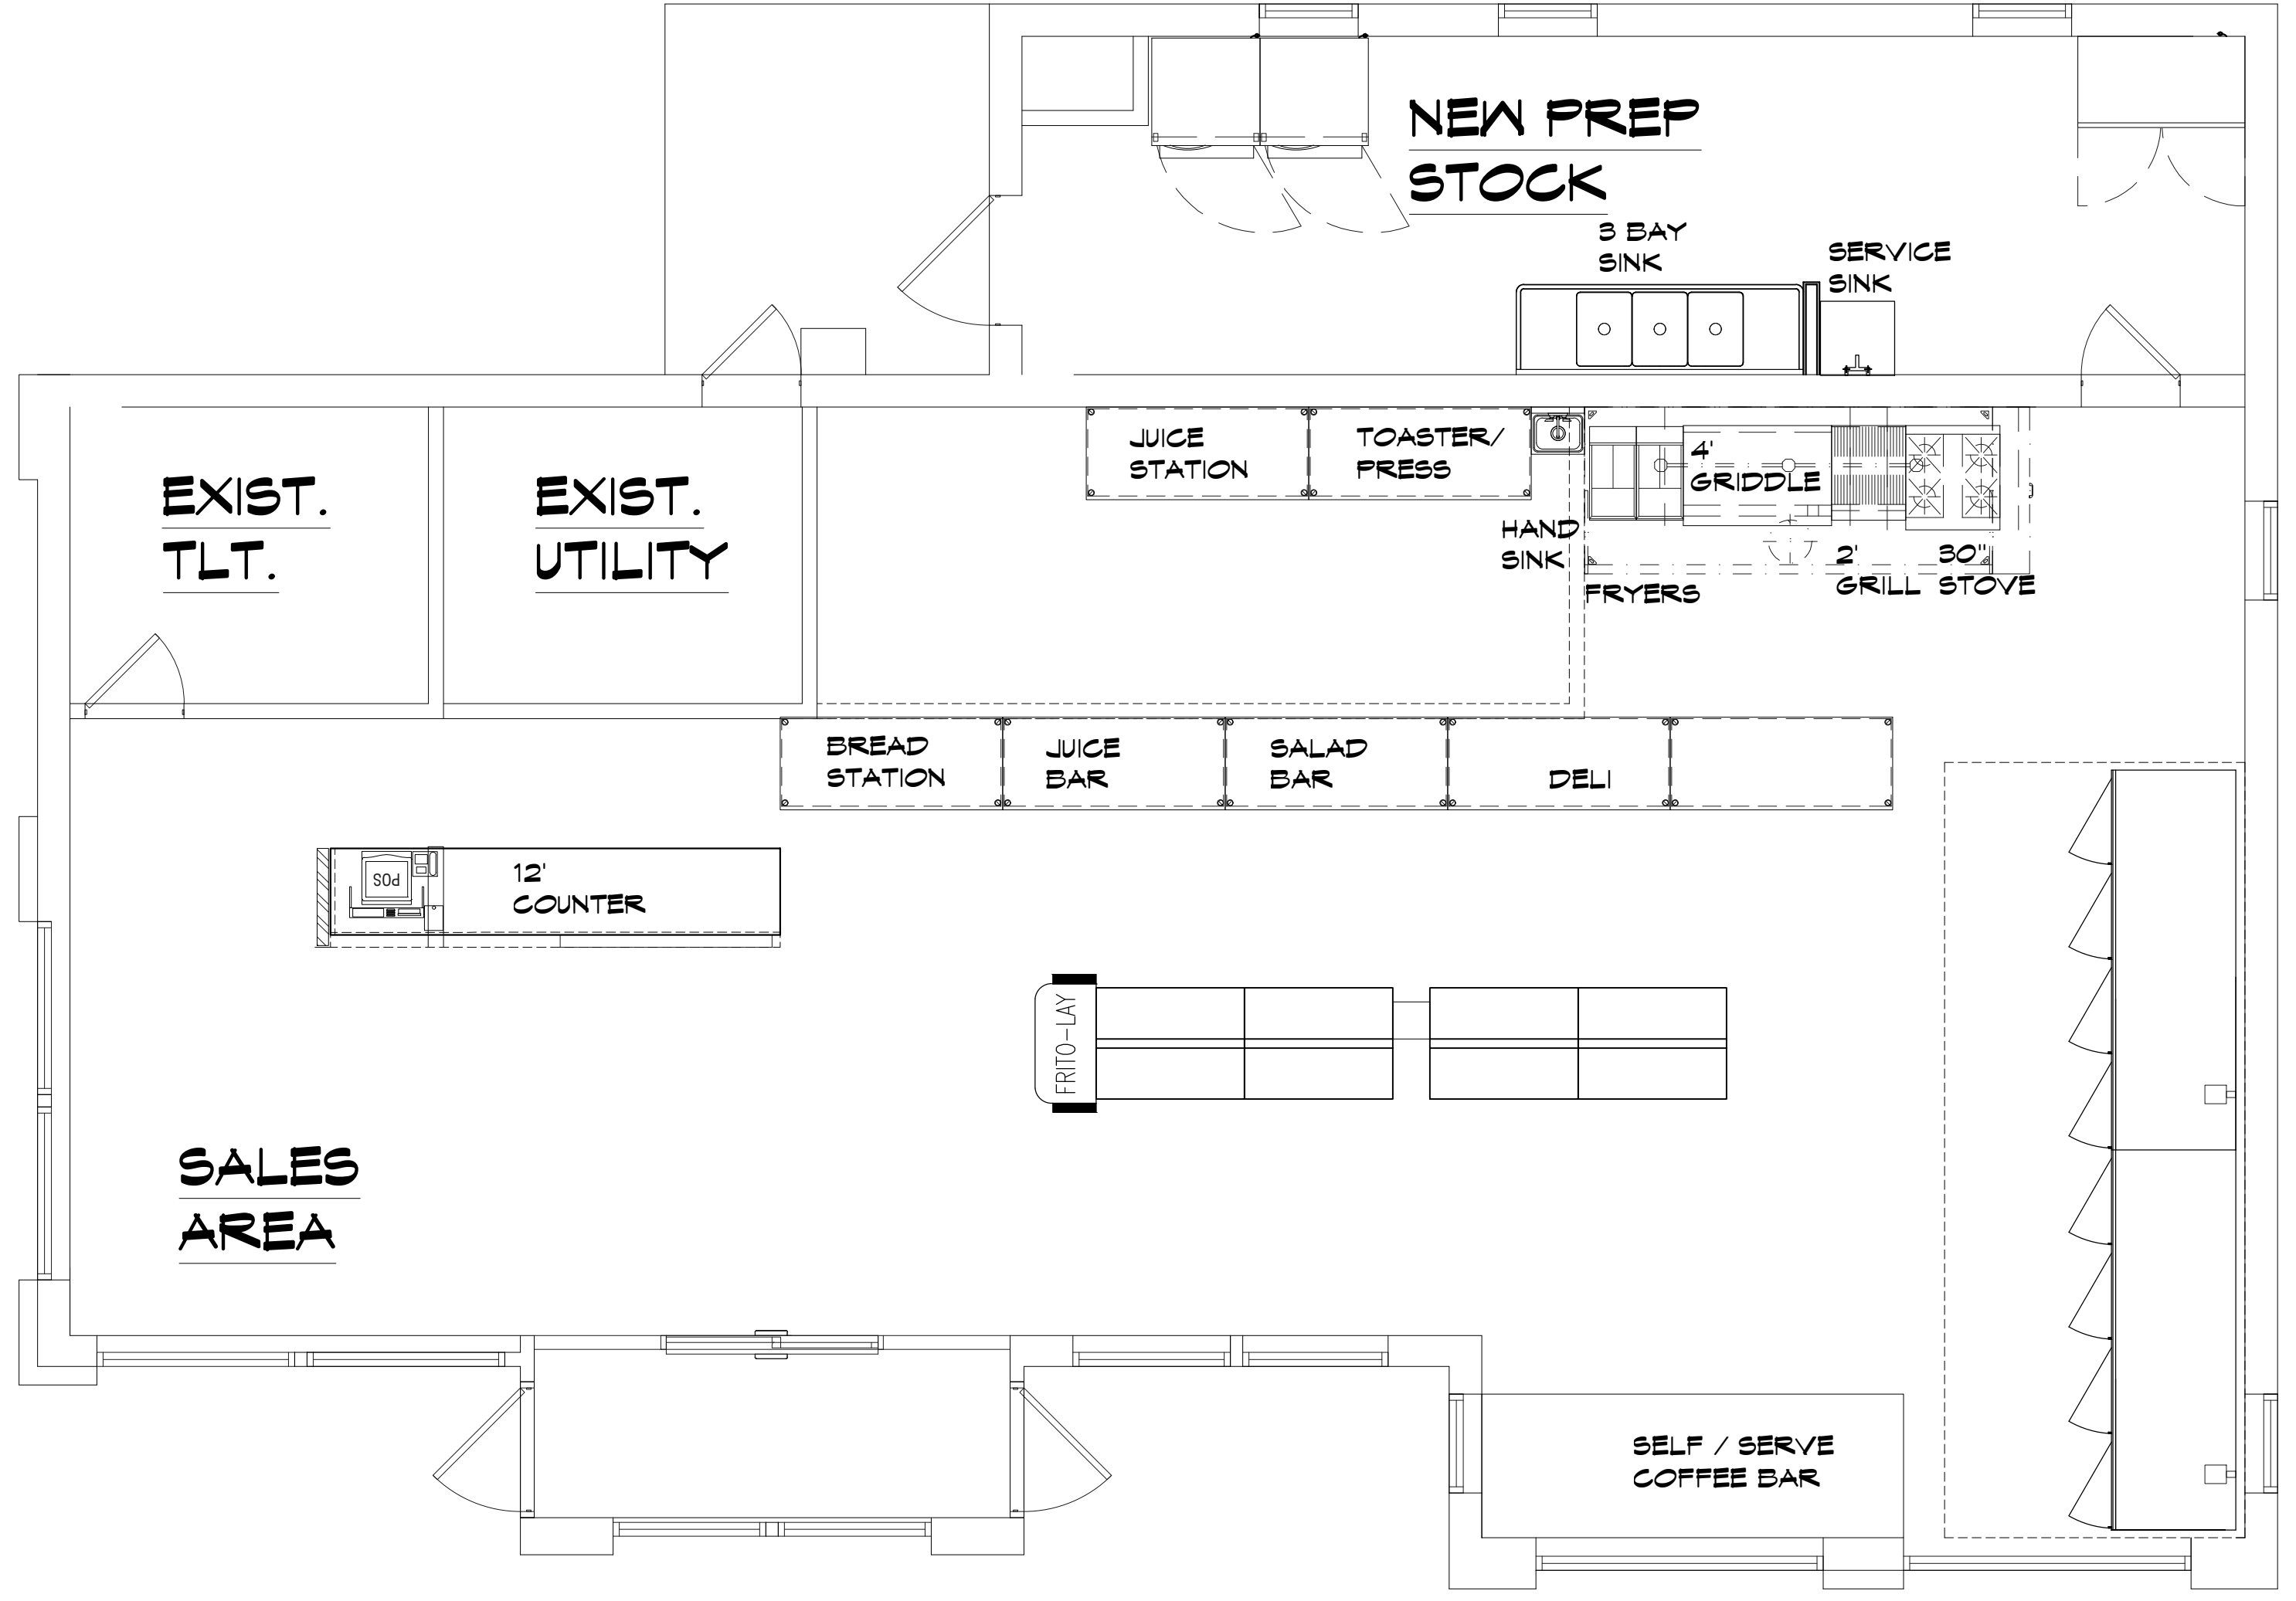 NEW PREP
STOCK
3 BAY
SINK
SERVICE
SINK
JUICE
STATION
TOASTER/
PRESS
4'
GRIDDLE
HAND
SINK
FRYERS
2'
GRILL
30"
STOVE
EXIST.
TLT.
EXIST.
UTILITY
BREAD
STATION
JUICE
BAR
SALAD
BAR
DELI
POS
12'
COUNTER
FRITO-LAY
SALES
AREA
SELF / SERVE
COFFEE BAR